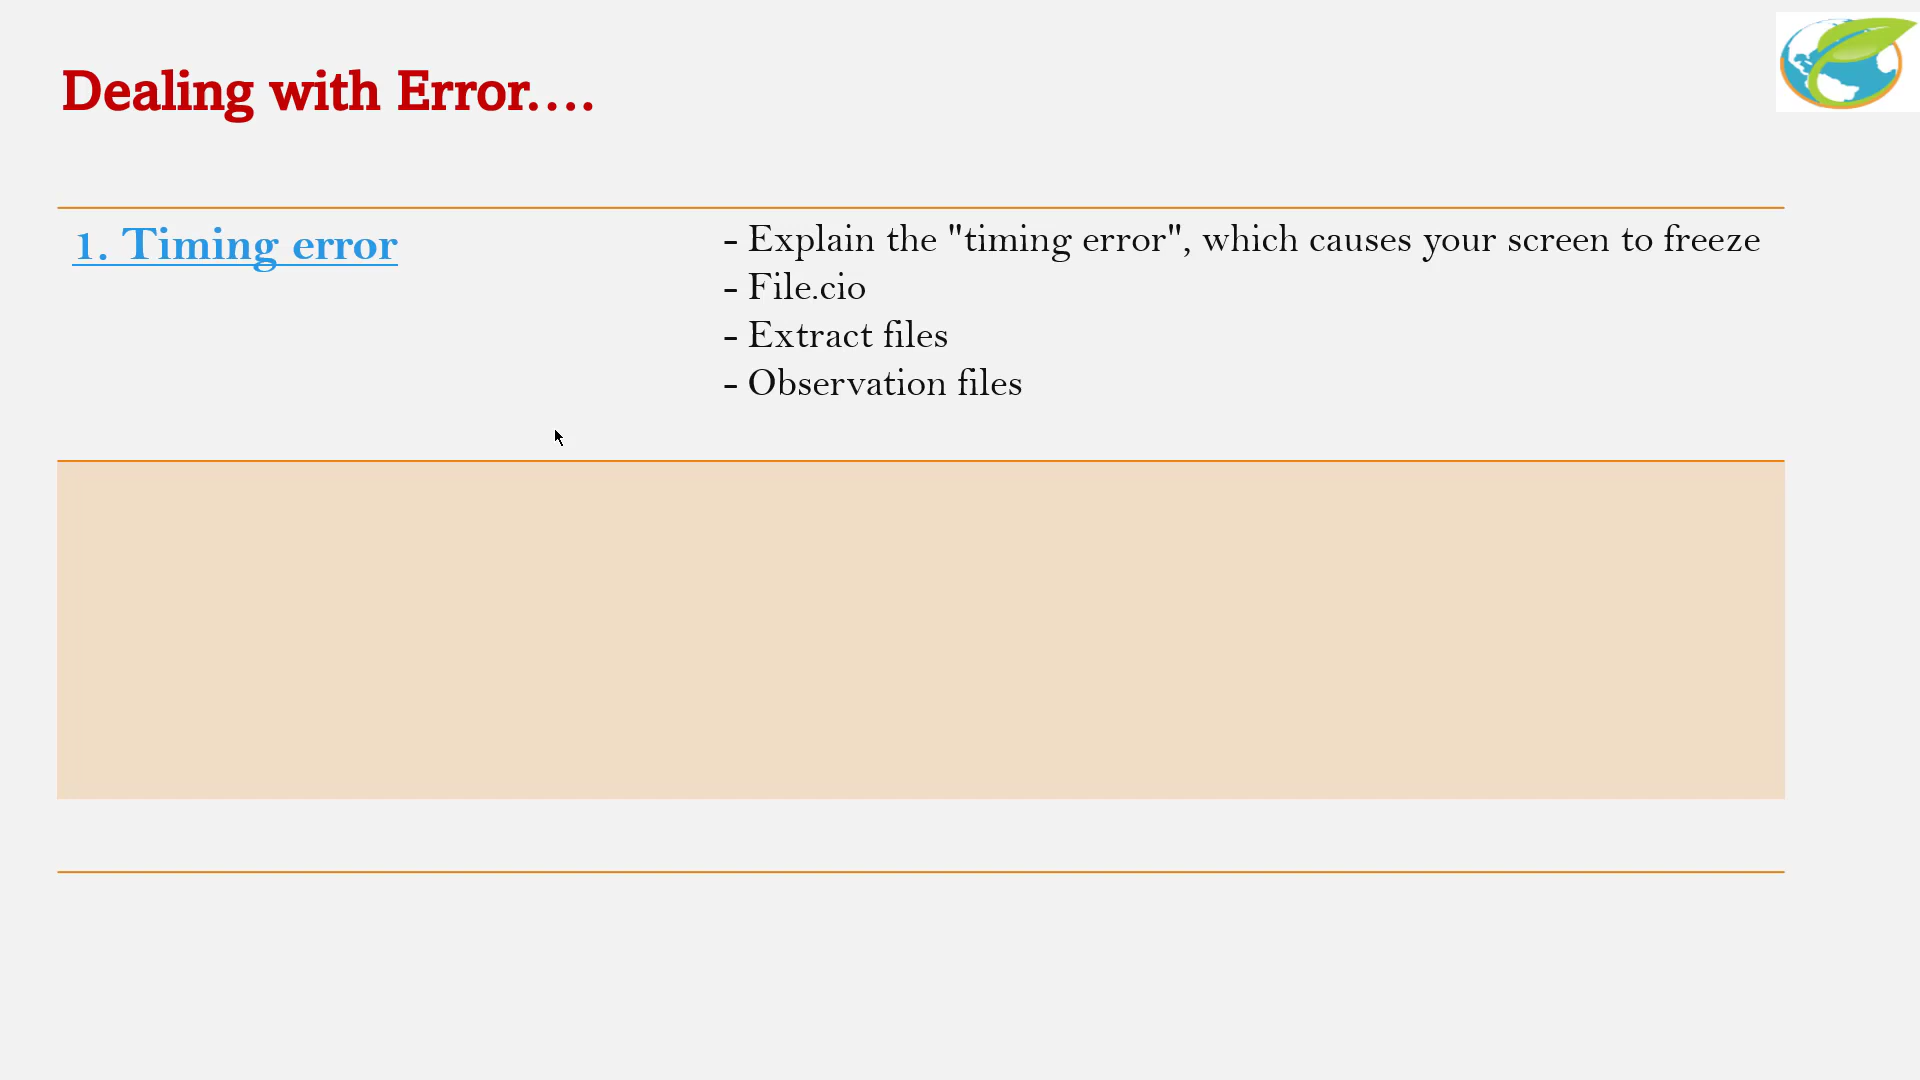 Dealing with Error....
1. Timing error
- Explain the "timing error", which causes your screen to freeze
- File.cio
- Extract files
- Observation files